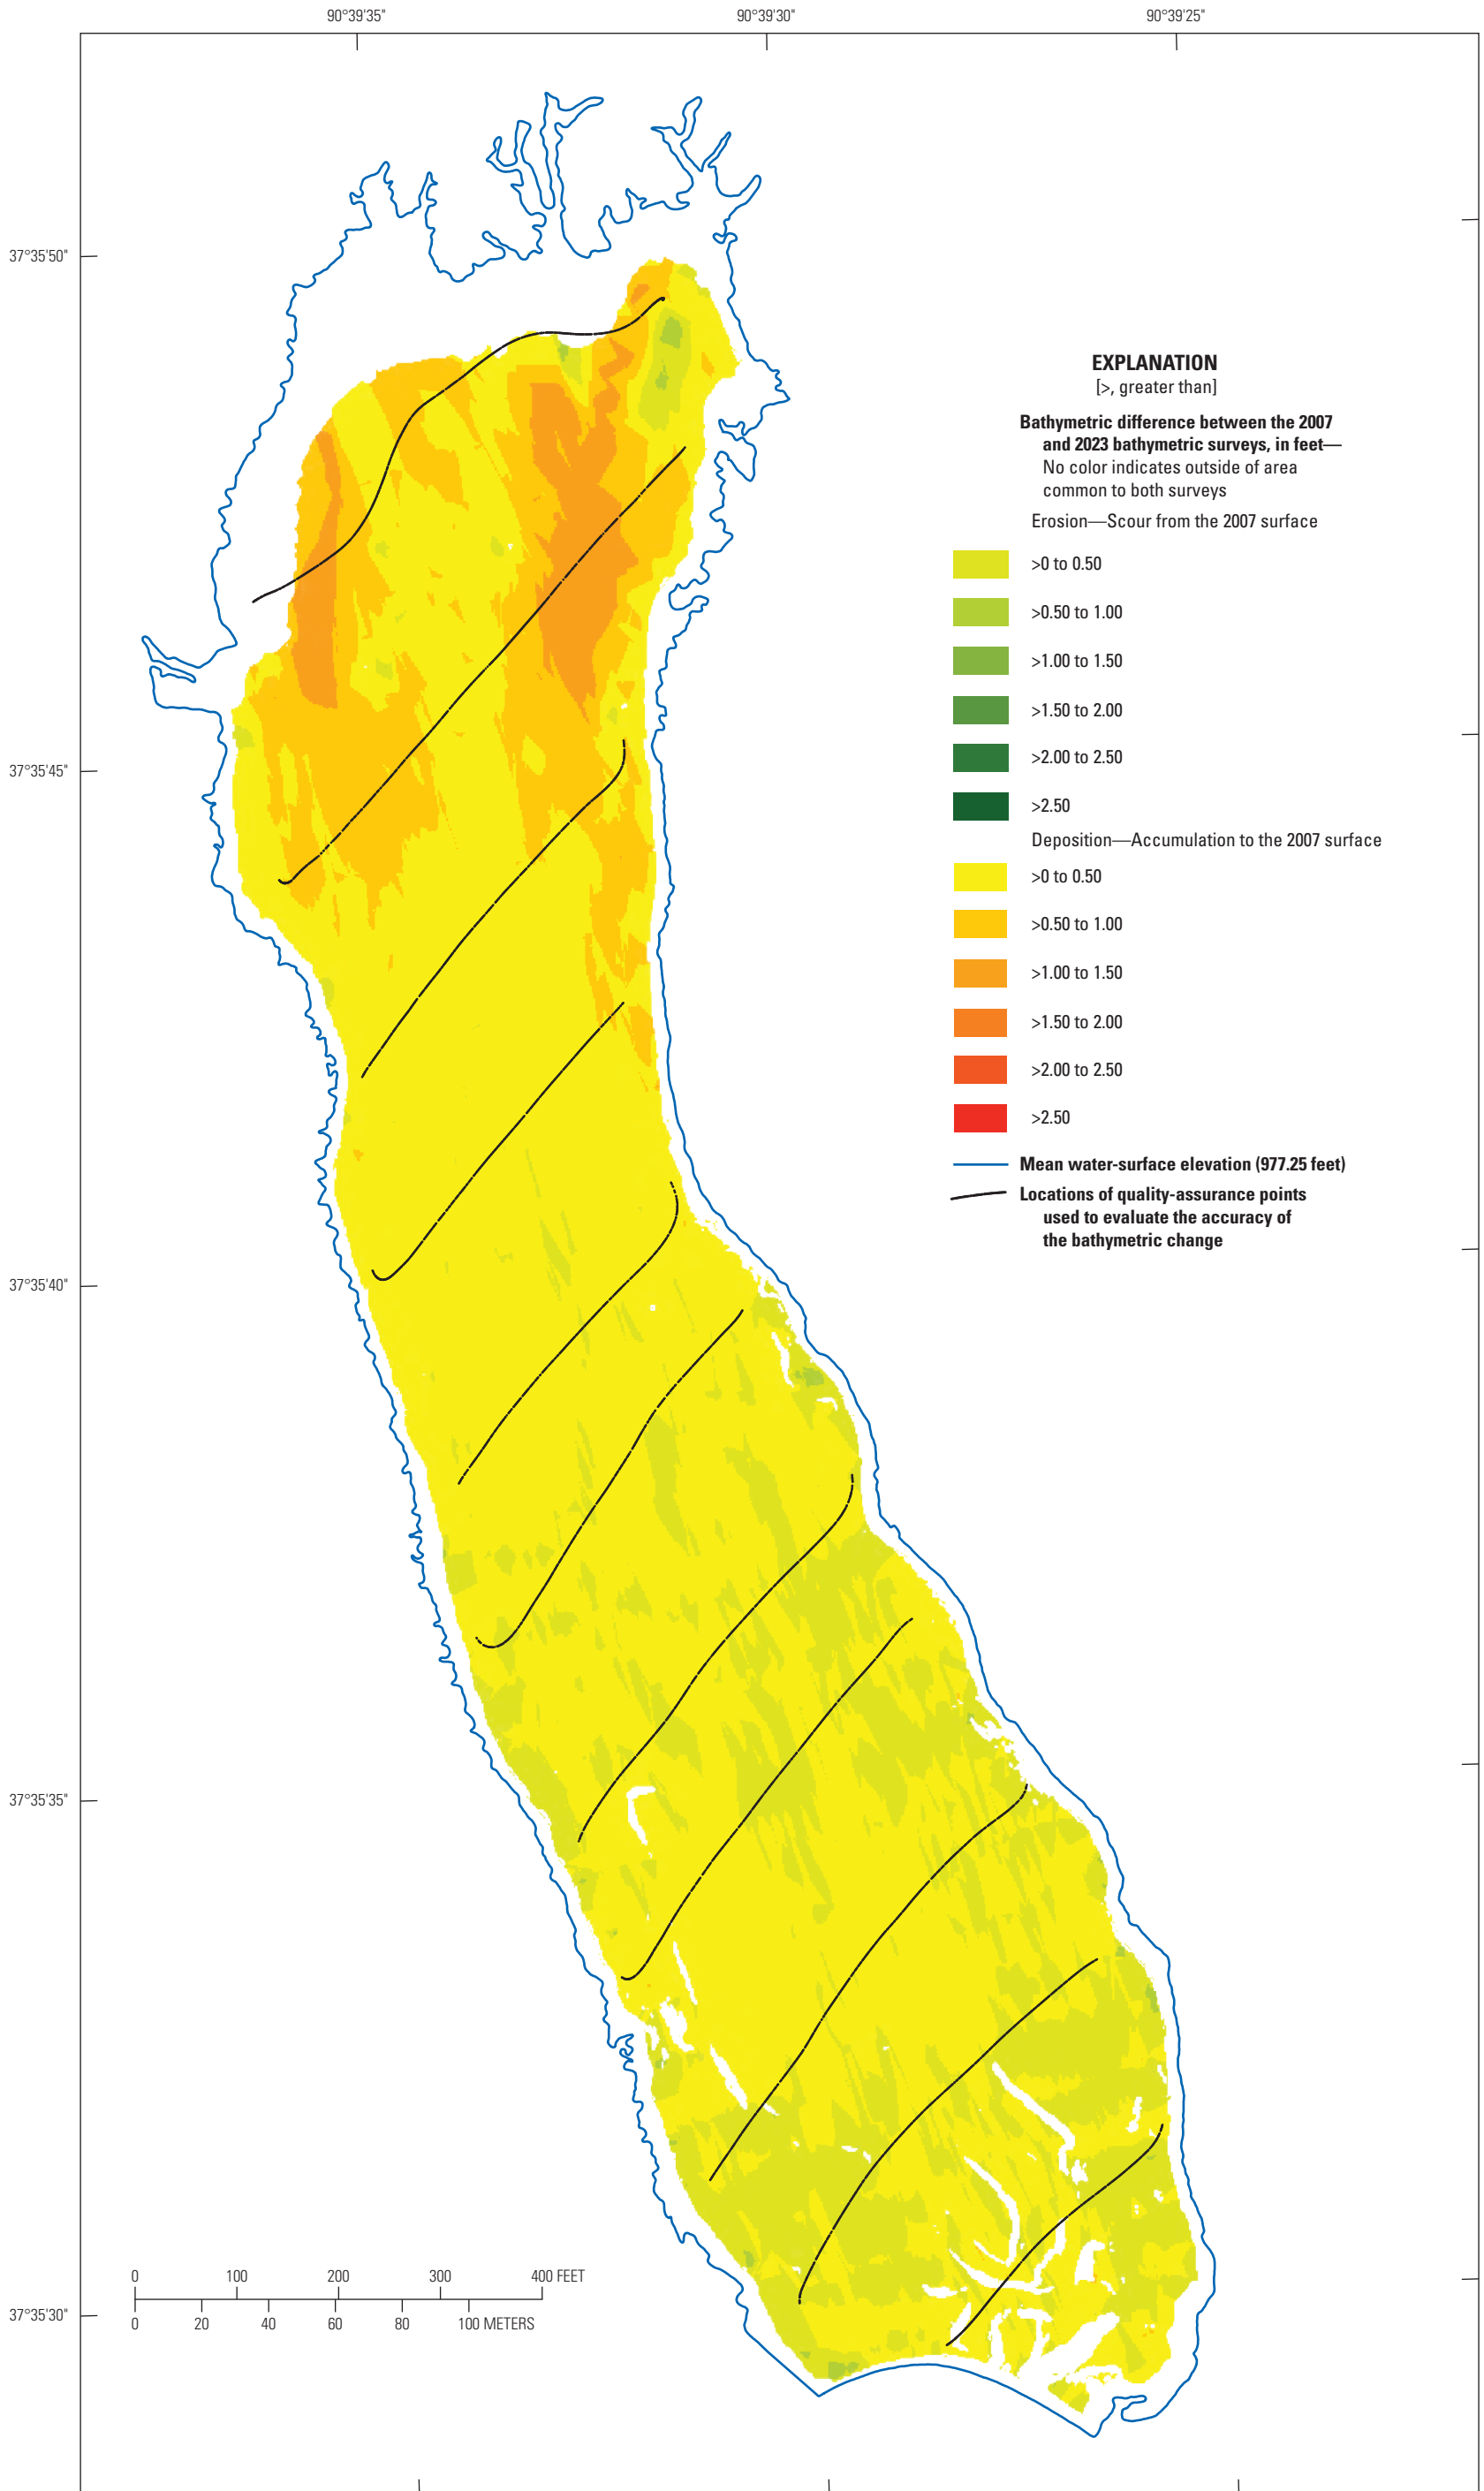 90°39'35" 90°39'30" 90°39'25"
37°35'50"
EXPLANATION
[>, greater than]
Bathymetric difference between the 2007
and 2023 bathymetric surveys, in feet—
No color indicates outside of area
common to both surveys
Erosion—Scour from the 2007 surface
>0 to 0.50
>0.50 to 1.00
>1.00 to 1.50
>1.50 to 2.00
>2.00 to 2.50
>2.50
Deposition—Accumulation to the 2007 surface
>0 to 0.50
>0.50 to 1.00
>1.00 to 1.50
>1.50 to 2.00
>2.00 to 2.50
>2.50
Mean water-surface elevation (977.25 feet)
Locations of quality-assurance points
used to evaluate the accuracy of
the bathymetric change
37°35'45"
37°35'40"
37°35'35"
0 100 200 300 400 FEET
37°35'30"
0 20 40 60 80 100 METERS